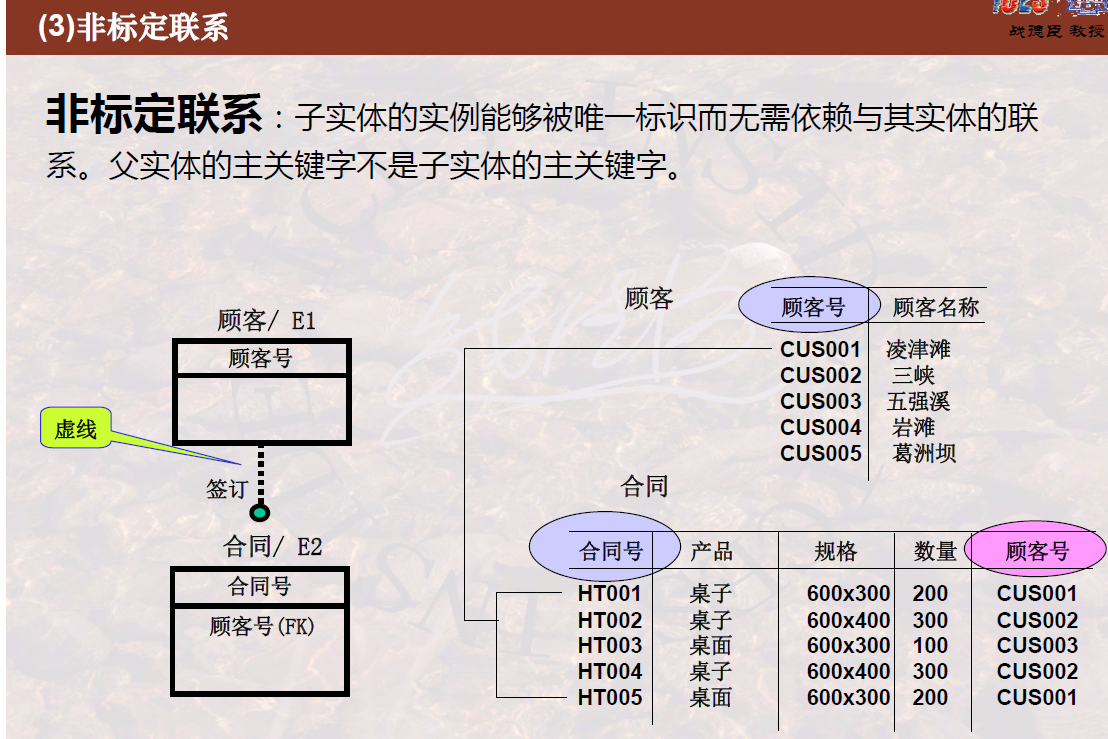 (3)非标定联系
战德臣 教授
非标定联系：子实体的实例能够被唯一标识而无需依赖与其实体的联
系。父实体的主关键字不是子实体的主关键字。
顾客/ E1
顾客号
虚线
签订
合同/ E2
合同号
顾客号(FK)
顾客
顾客号 顾客名称
CUS001 凌津滩
CUS002 三峡
CUS003 五强溪
CUS004 岩滩
CUS005 葛洲坝
合同
合同号 产品 规格 数量 顾客号
HT001 桌子 600x300 200 CUS001
HT002 桌子 600x400 300 CUS002
HT003 桌面 600x300 100 CUS003
HT004 桌子 600x400 300 CUS002
HT005 桌面 600x300 200 CUS001